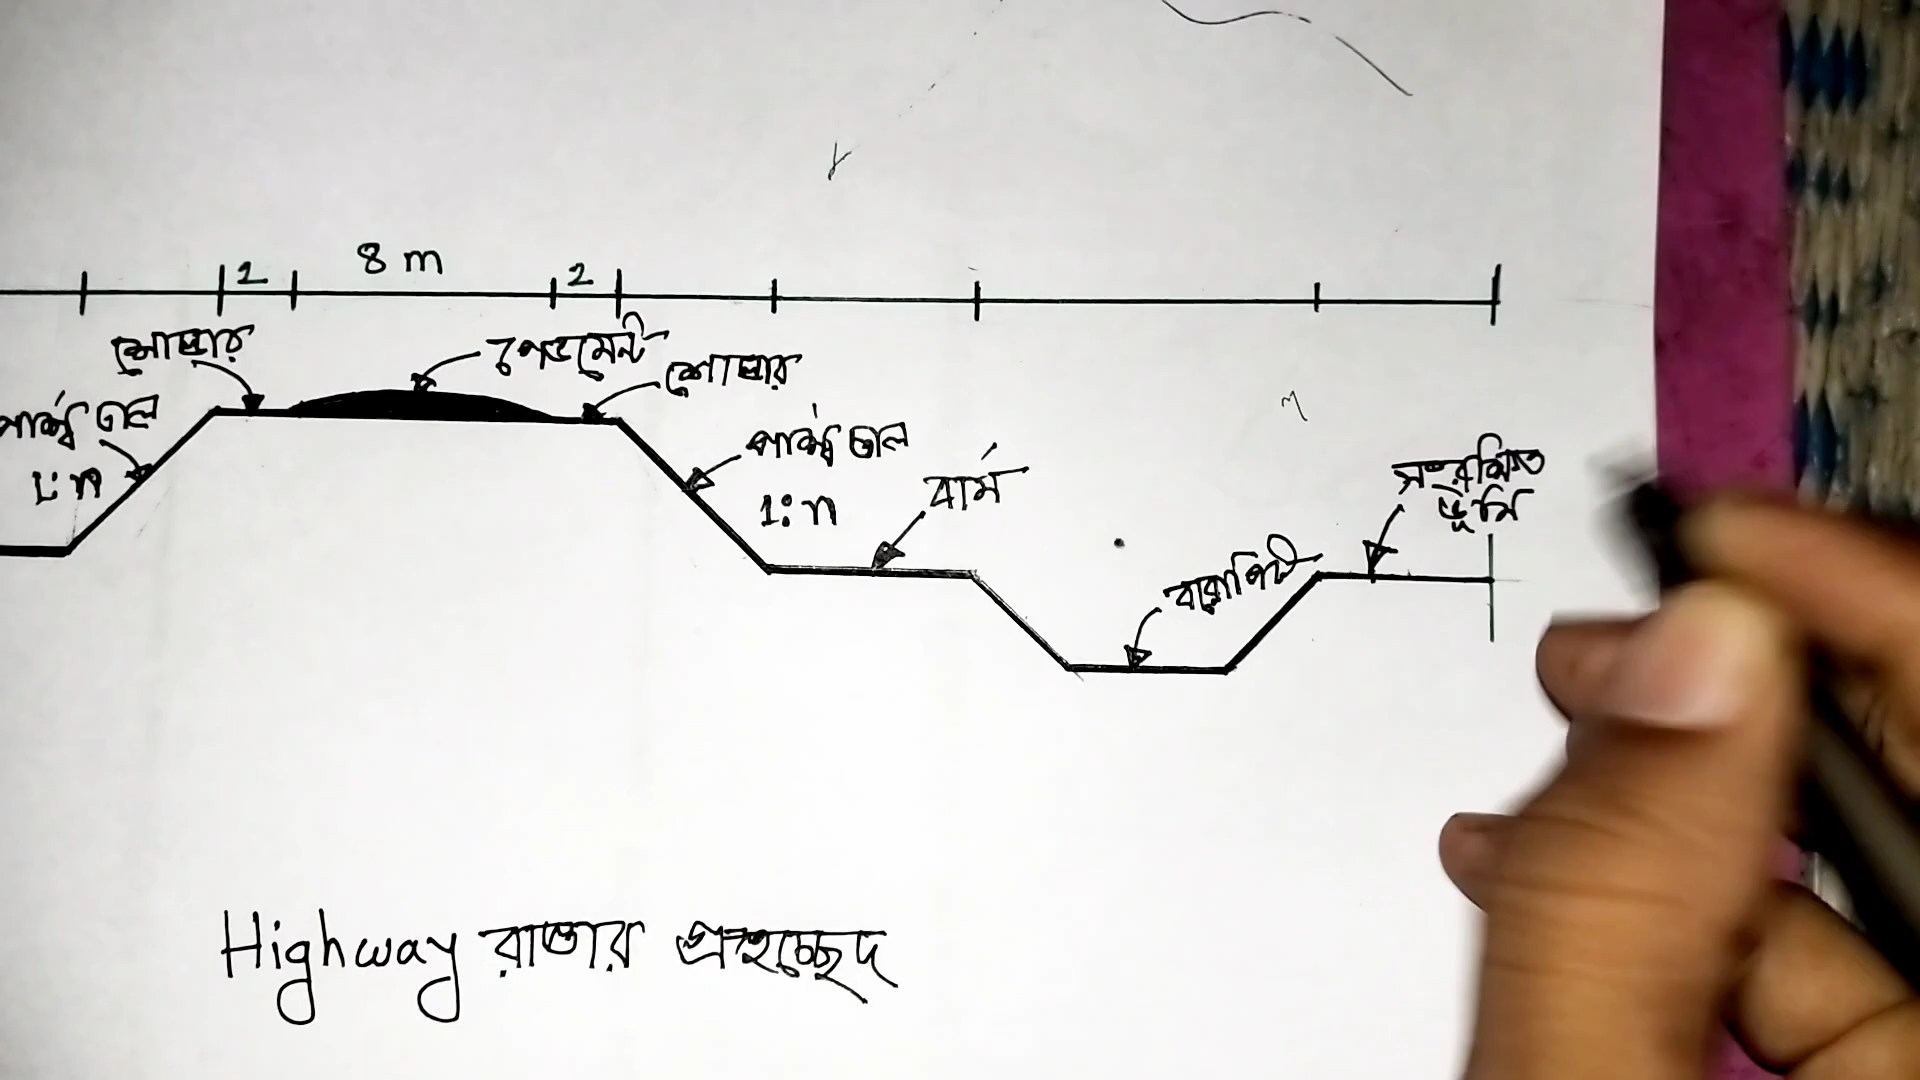 2 8 m 2
শোল্ডার
পেভমেন্ট
শোল্ডার
পার্শ্ব ঢাল
1:n
পার্শ্ব ঢাল
1:n
বার্ম
বরোপিট
সংরক্ষিত
ভূমি
Highway রাস্তার প্রস্থচ্ছেদ